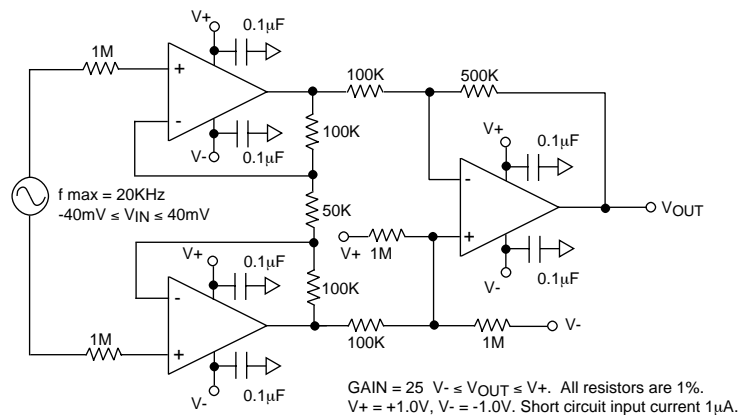 V+
0.1µF
1M
+
-
V-
0.1µF
100K
100K
500K
V+
0.1µF
-
+
VOUT
V-
0.1µF
f max = 20KHz
-40mV ≤ VIN ≤ 40mV
50K
V+
1M
V+
0.1µF
-
+
100K
1M
V-
0.1µF
100K
1M
V-
GAIN = 25 V- ≤ VOUT ≤ V+. All resistors are 1%.
V+ = +1.0V, V- = -1.0V. Short circuit input current 1µA.